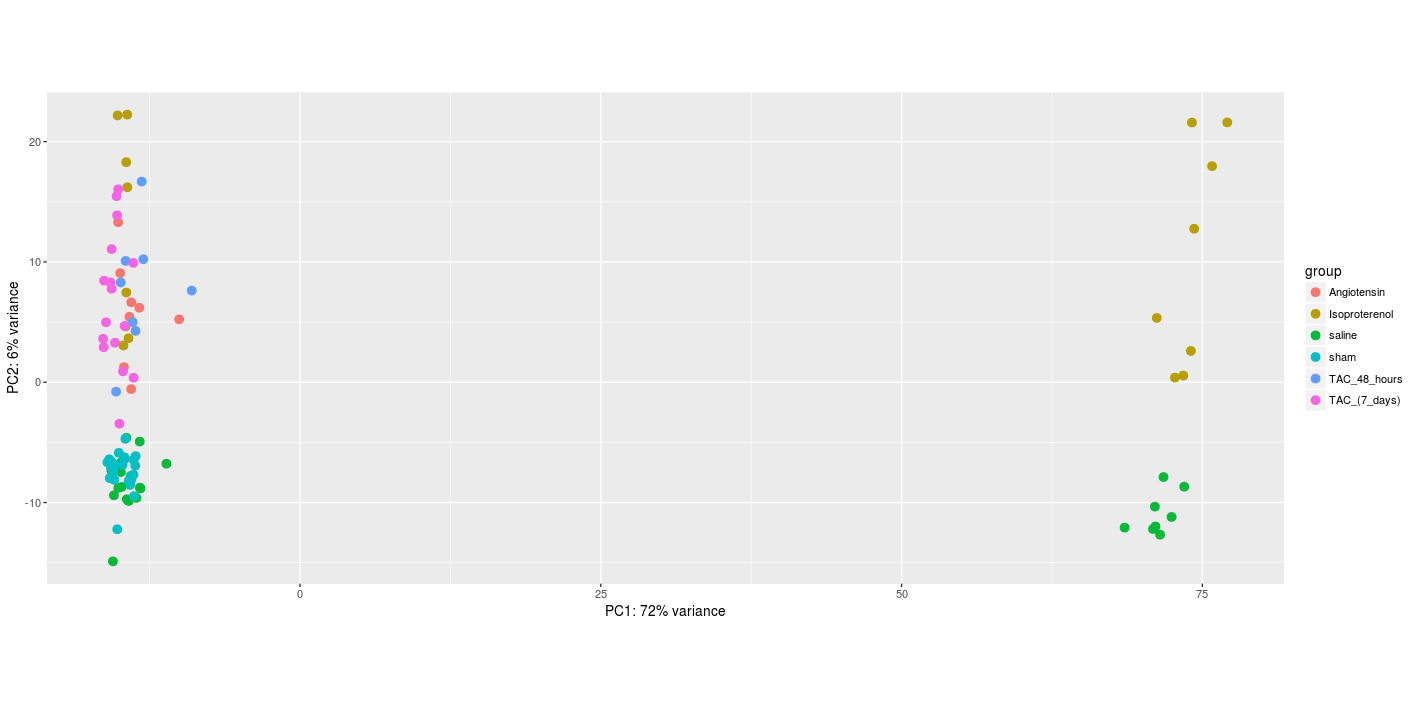 20
10
0
-10
PC2: 6% variance
0
25
50
75
PC1: 72% variance
group
Angiotensin
Isoproterenol
saline
sham
TAC_48_hours
TAC_(7_days)